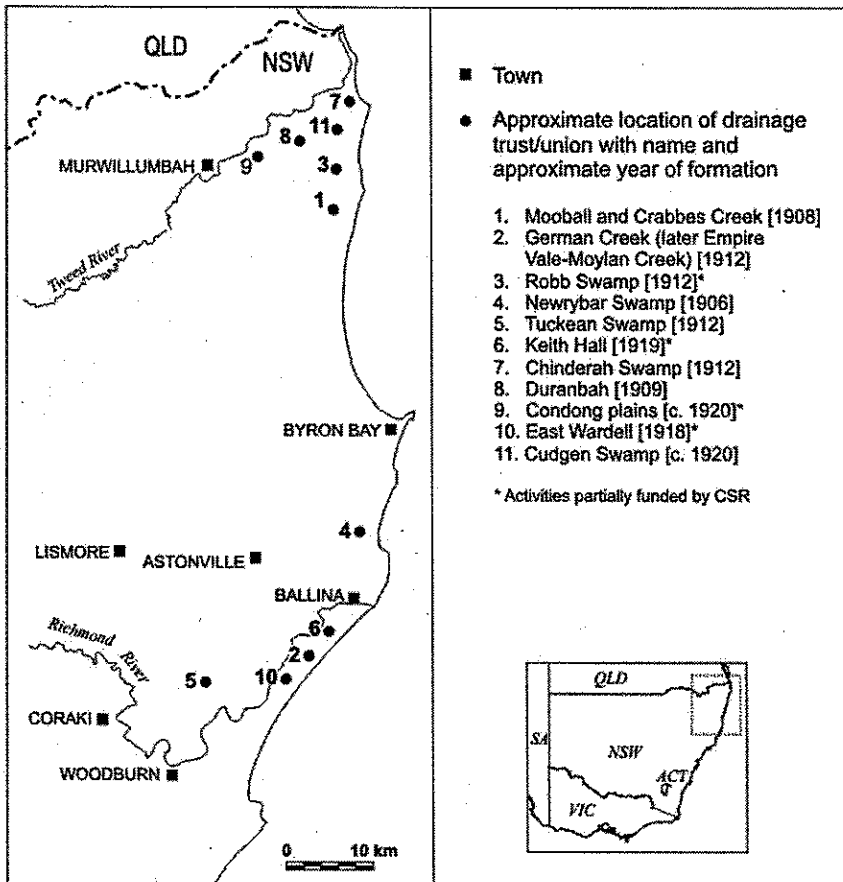 QLD
NSW
7
11
8
MURWILLUMBAH
9
3
1
Tweed River
BYRON BAY
4
LISMORE
ASTONVILLE
BALLINA
6
Richmond
River
2
5
10
CORAKI
WOODBURN
0 10 km
Town
Approximate location of drainage
trust/union with name and
approximate year of formation
1. Mooball and Crabbes Creek [1908]
2. German Creek (later Empire
Vale-Moylan Creek) [1912]
3. Robb Swamp [1912]*
4. Newrybar Swamp [1906]
5. Tuckean Swamp [1912]
6. Keith Hall [1919]*
7. Chinderah Swamp [1912]
8. Duranbah [1909]
9. Condong plains [c. 1920]*
10. East Wardell [1918]*
11. Cudgen Swamp [c. 1920]
* Activities partially funded by CSR
QLD
SA
NSW
ACT
VIC